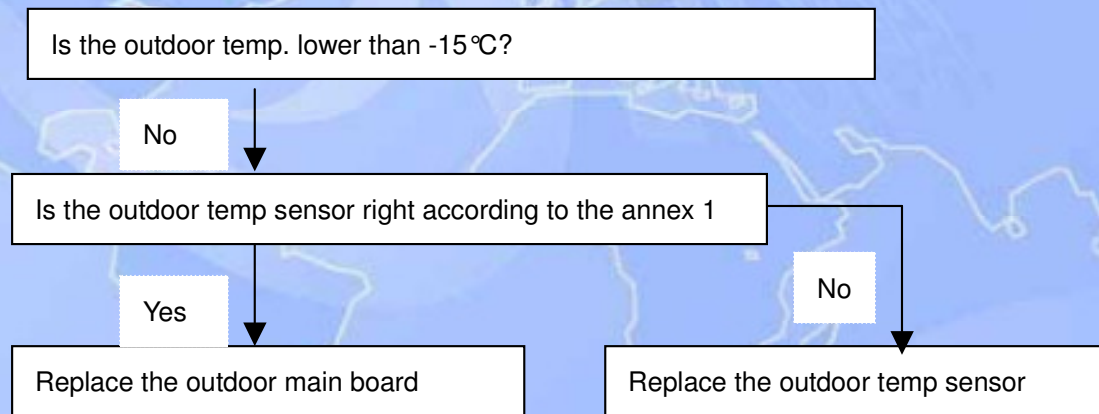 Is the outdoor temp. lower than -15℃?
No
Is the outdoor temp sensor right according to the annex 1
No
Yes
Replace the outdoor main board
Replace the outdoor temp sensor